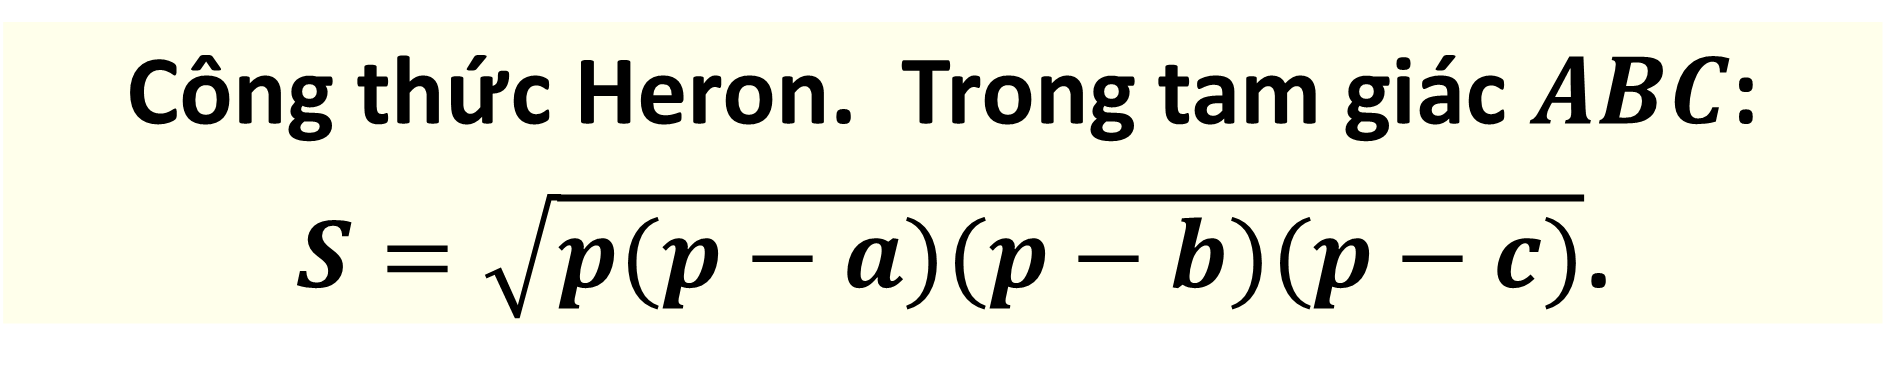 Công thức Heron. Trong tam giác ABC:
S = √p(p − a)(p − b)(p − c).